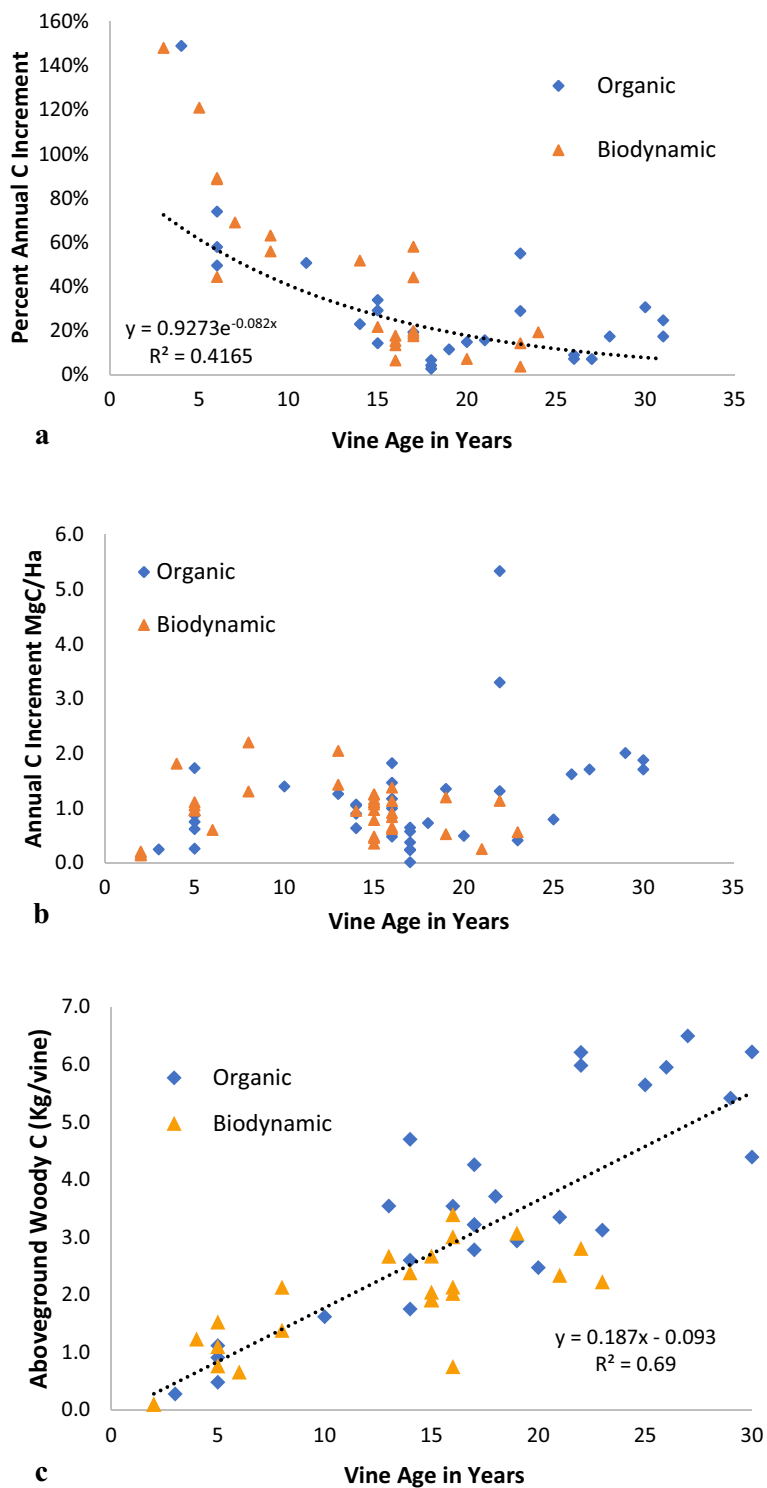 160%
140%
120%
100%
80%
60%
40%
20%
0%
Percent Annual C Increment
Organic
Biodynamic
y = 0.9273e^-0.082x
R² = 0.4165
0 5 10 15 20 25 30 35
Vine Age in Years
a
6.0
5.0
4.0
3.0
2.0
1.0
0.0
Annual C Increment MgC/Ha
Organic
Biodynamic
0 5 10 15 20 25 30 35
Vine Age in Years
b
7.0
6.0
5.0
4.0
3.0
2.0
1.0
0.0
Aboveground Woody C (Kg/vine)
Organic
Biodynamic
y = 0.187x - 0.093
R² = 0.69
0 5 10 15 20 25 30
Vine Age in Years
c